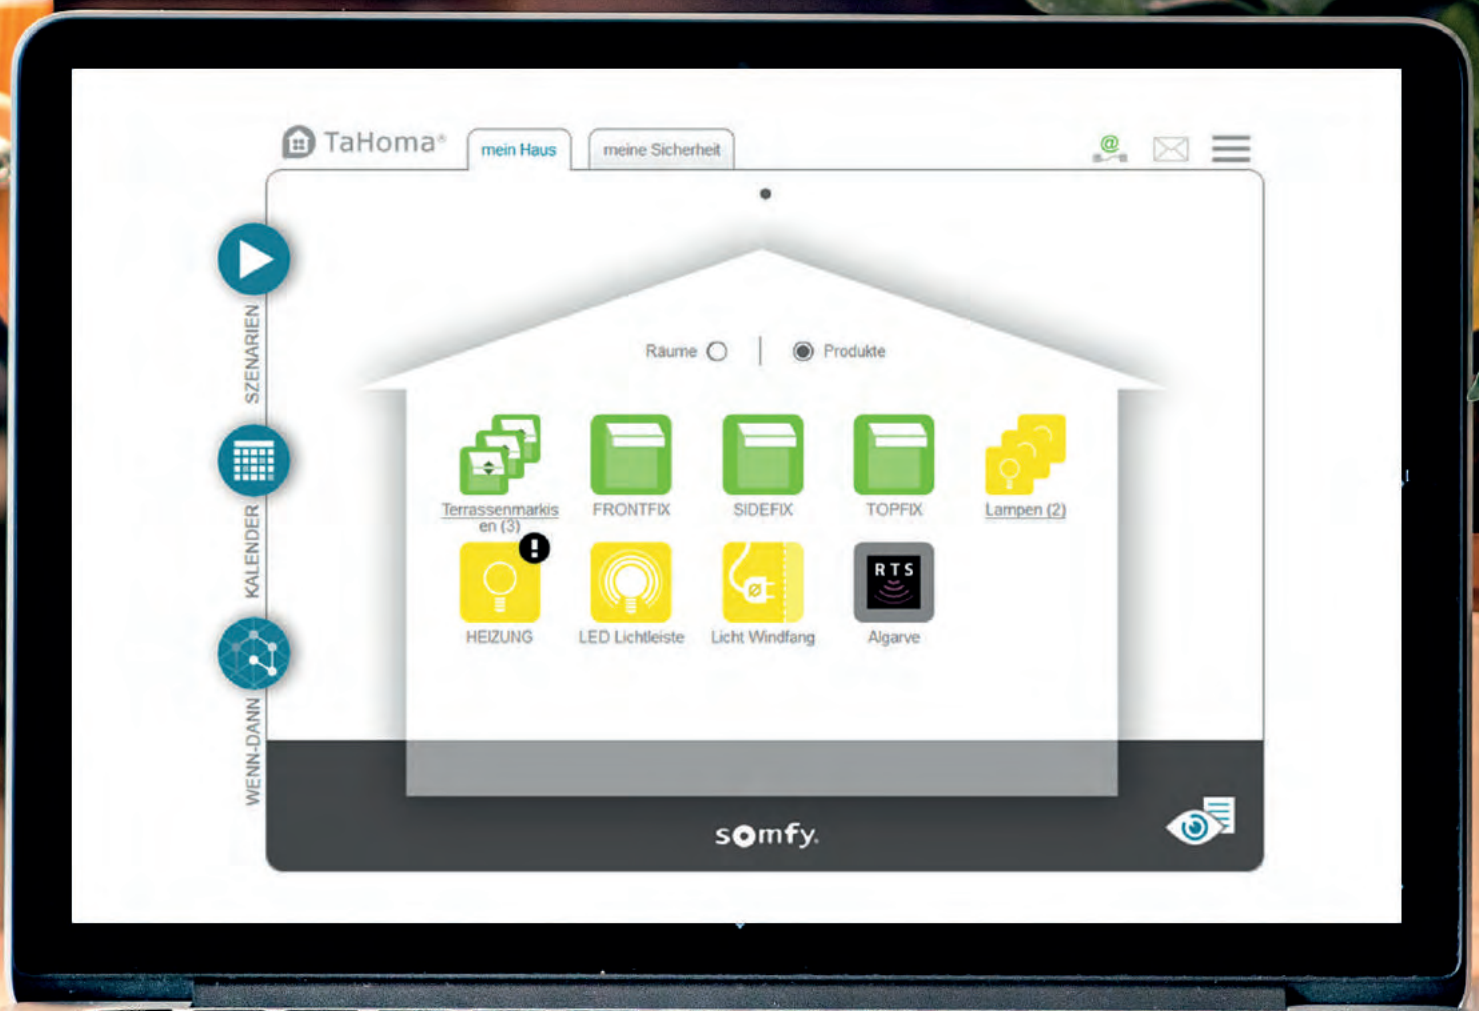 TaHoma®
mein Haus
meine Sicherheit
@
SZENARIEN
KALENDER
WENN-DANN
Räume
Produkte
Terrassenmarkis
en (3)
FRONTFIX
SIDEFIX
TOPFIX
Lampen (2)
!
HEIZUNG
LED Lichtleiste
Licht Windfang
RTS
Algarve
somfy.